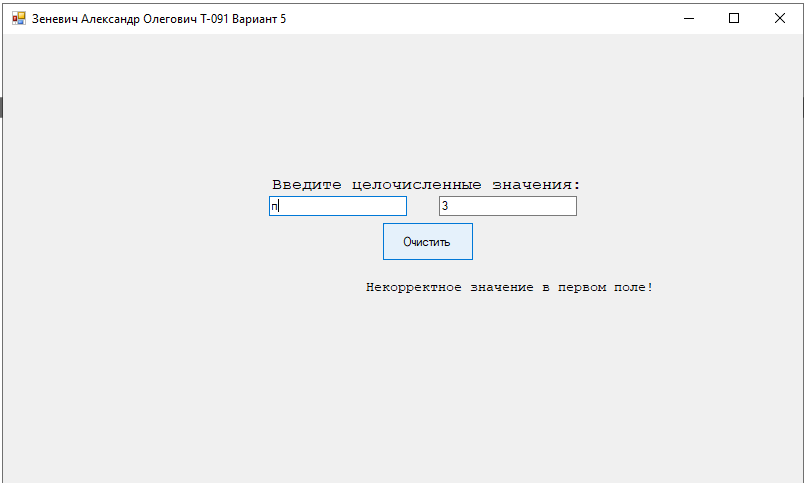 Зеневич Александр Олегович Т-091 Вариант 5
Введите целочисленные значения:
п 3
Очистить
Некорректное значение в первом поле!